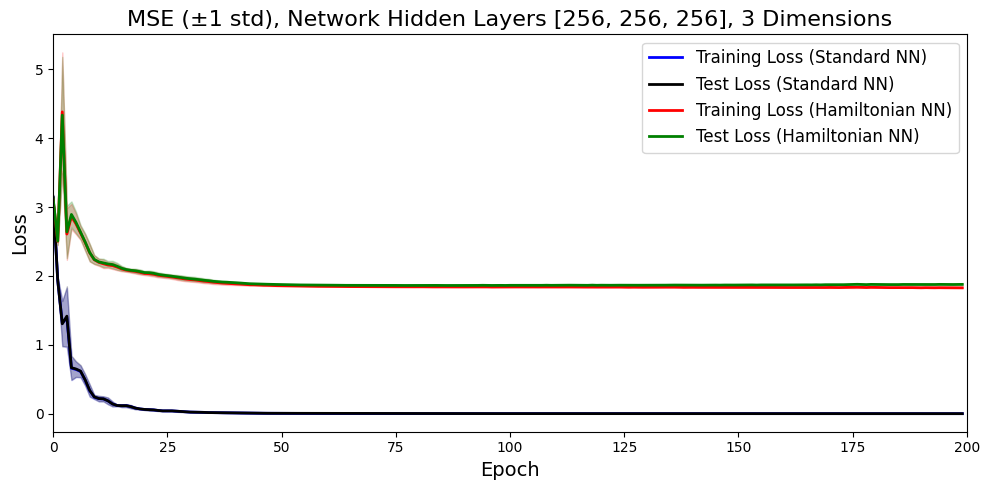 MSE (±1 std), Network Hidden Layers [256, 256, 256], 3 Dimensions
Training Loss (Standard NN)
Test Loss (Standard NN)
Training Loss (Hamiltonian NN)
Test Loss (Hamiltonian NN)
Loss
5
4
3
2
1
0
0 25 50 75 100 125 150 175 200
Epoch